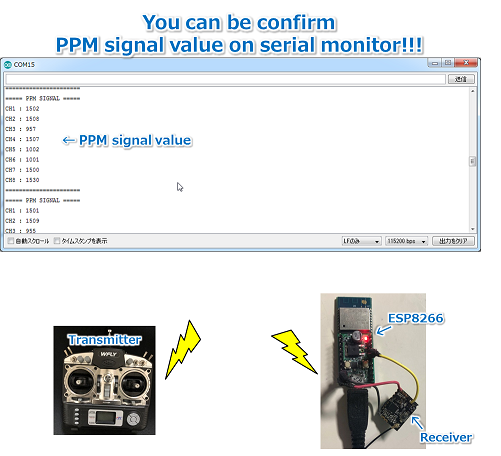 You can be confirm
PPM signal value on serial monitor!!!
COM15
送信
======================
===== PPM SIGNAL =====
CH1 : 1502
CH2 : 1508
CH3 : 957
CH4 : 1507
CH5 : 1002
CH6 : 1001
CH7 : 1500
CH8 : 1530
======================
===== PPM SIGNAL =====
CH1 : 1501
CH2 : 1509
CH3 : 955
← PPM signal value
自動スクロール タイムスタンプを表示 LFのみ 115200 bps 出力をクリア
ESP8266
Transmitter
WFLY
Receiver